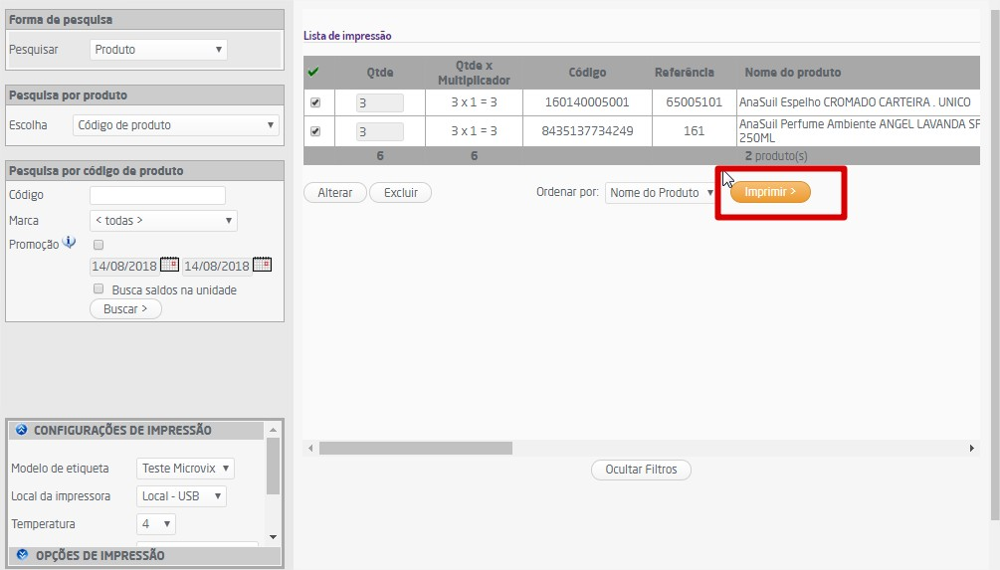 Forma de pesquisa
Pesquisar Produto
Pesquisa por produto
Escolha Código de produto
Pesquisa por código de produto
Código
Marca < todas >
Promoção
14/08/2018 14/08/2018
Busca saldos na unidade
Buscar >
CONFIGURAÇÕES DE IMPRESSÃO
Modelo de etiqueta Teste Microvix
Local da impressora Local - USB
Temperatura 4
OPÇÕES DE IMPRESSÃO
Lista de impressão
Qtde Qtde x Multiplicador Código Referência Nome do produto
3 3 x 1 = 3 160140005001 65005101 AnaSuil Espelho CROMADO CARTEIRA . UNICO
3 3 x 1 = 3 8435137734249 161 AnaSuil Perfume Ambiente ANGEL LAVANDA SF
250ML
6 6 2 produto(s)
Alterar Excluir Ordenar por: Nome do Produto Imprimir >
Ocultar Filtros